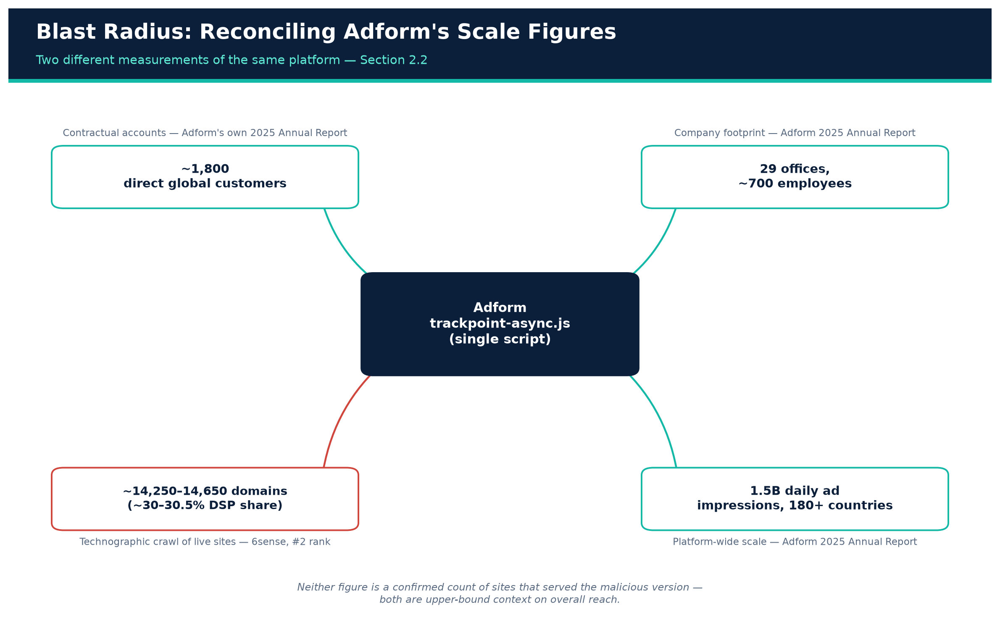 Blast Radius: Reconciling Adform's Scale Figures
Two different measurements of the same platform — Section 2.2
Contractual accounts — Adform's own 2025 Annual Report
~1,800
direct global customers
Company footprint — Adform 2025 Annual Report
29 offices,
~700 employees
Adform
trackpoint-async.js
(single script)
~14,250–14,650 domains
(~30–30.5% DSP share)
Technographic crawl of live sites — 6sense, #2 rank
1.5B daily ad
impressions, 180+ countries
Platform-wide scale — Adform 2025 Annual Report
Neither figure is a confirmed count of sites that served the malicious version —
both are upper-bound context on overall reach.